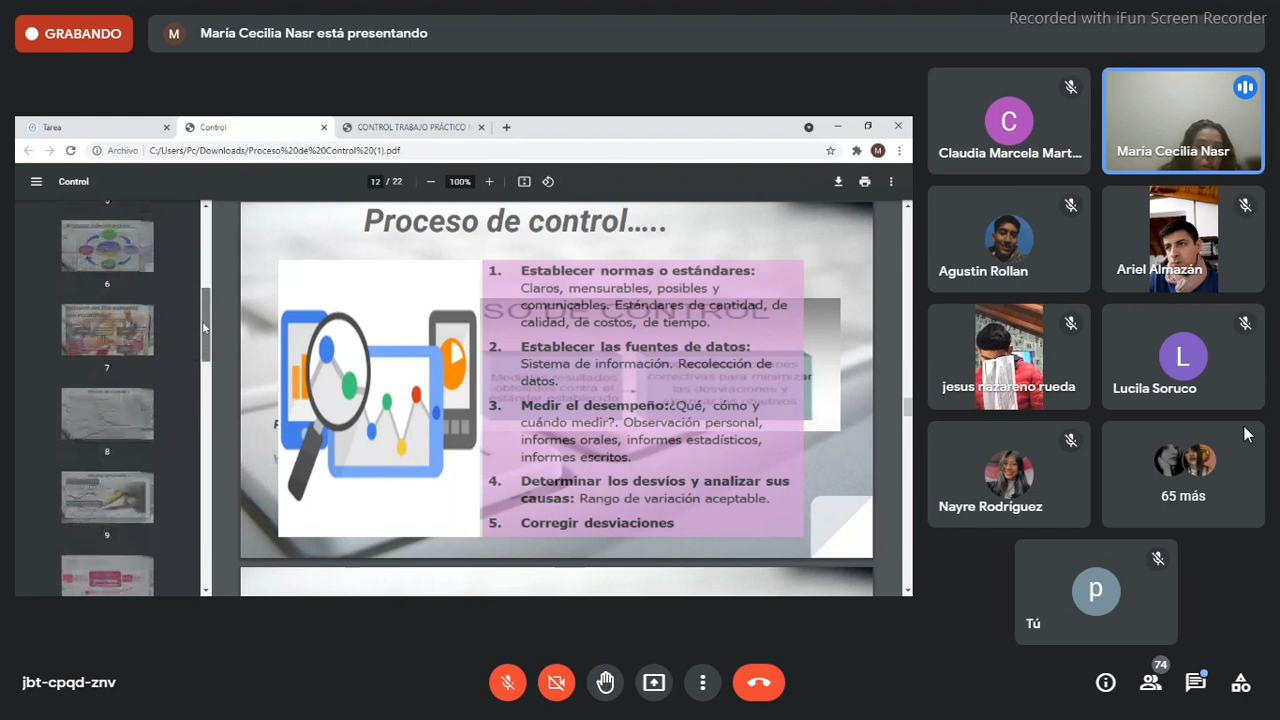 Recorded with iFun Screen Recorder
GRABANDO
M
María Cecilia Nasr está presentando
Tarea
Control
CONTROL TRABAJO PRÁCTICO
Archivo
C:/Users/Pc/Downloads/Proceso%20de%20Control%20(1).pdf
M
Control
12 / 22
100%
6
7
8
9
Proceso de control.....
1. Establecer normas o estándares:
Claros, mensurables, posibles y
comunicables. Estándares de cantidad, de
calidad, de costos, de tiempo.
2. Establecer las fuentes de datos:
Sistema de información. Recolección de
datos.
3. Medir el desempeño:¿Qué, cómo y
cuándo medir?. Observación personal,
informes orales, informes estadísticos,
informes escritos.
4. Determinar los desvíos y analizar sus
causas: Rango de variación aceptable.
5. Corregir desviaciones
SO DE CONTROL
C
Claudia Marcela Mart...
María Cecilia Nasr
Agustin Rollan
Ariel Almazán
jesus nazareno rueda
L
Lucila Soruco
Nayre Rodríguez
65 más
p
Tú
jbt-cpqd-znv
74